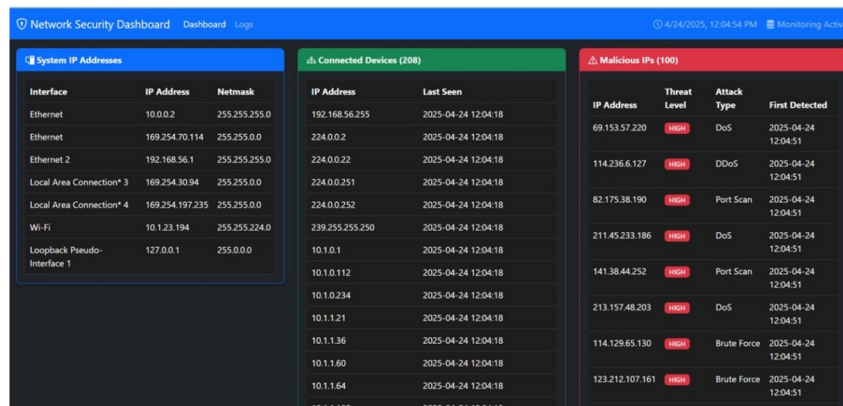 Network Security Dashboard Dashboard Logs 4/24/2025, 12:04:54 PM Monitoring Activ
System IP Addresses
Interface IP Address Netmask
Ethernet 10.0.0.2 255.255.255.0
Ethernet 169.254.70.114 255.255.0.0
Ethernet 2 192.168.56.1 255.255.255.0
Local Area Connection* 3 169.254.30.94 255.255.0.0
Local Area Connection* 4 169.254.197.235 255.255.0.0
Wi-Fi 10.1.23.194 255.255.224.0
Loopback Pseudo- 127.0.0.1 255.0.0.0
Interface 1
Connected Devices (208)
IP Address Last Seen
192.168.56.255 2025-04-24 12:04:18
224.0.0.2 2025-04-24 12:04:18
224.0.0.22 2025-04-24 12:04:18
224.0.0.251 2025-04-24 12:04:18
224.0.0.252 2025-04-24 12:04:18
239.255.255.250 2025-04-24 12:04:18
10.1.0.1 2025-04-24 12:04:18
10.1.0.112 2025-04-24 12:04:18
10.1.0.234 2025-04-24 12:04:18
10.1.1.21 2025-04-24 12:04:18
10.1.1.36 2025-04-24 12:04:18
10.1.1.60 2025-04-24 12:04:18
10.1.1.64 2025-04-24 12:04:18
Malicious IPs (100)
Threat Attack
IP Address Level Type First Detected
69.153.57.220 HIGH DoS 2025-04-24
12:04:51
114.236.6.127 HIGH DDoS 2025-04-24
12:04:51
82.175.38.190 HIGH Port Scan 2025-04-24
12:04:51
211.45.233.186 HIGH DoS 2025-04-24
12:04:51
141.38.44.252 HIGH Port Scan 2025-04-24
12:04:51
213.157.48.203 HIGH DoS 2025-04-24
12:04:51
114.129.65.130 HIGH Brute Force 2025-04-24
12:04:51
123.212.107.161 HIGH Brute Force 2025-04-24
12:04:51